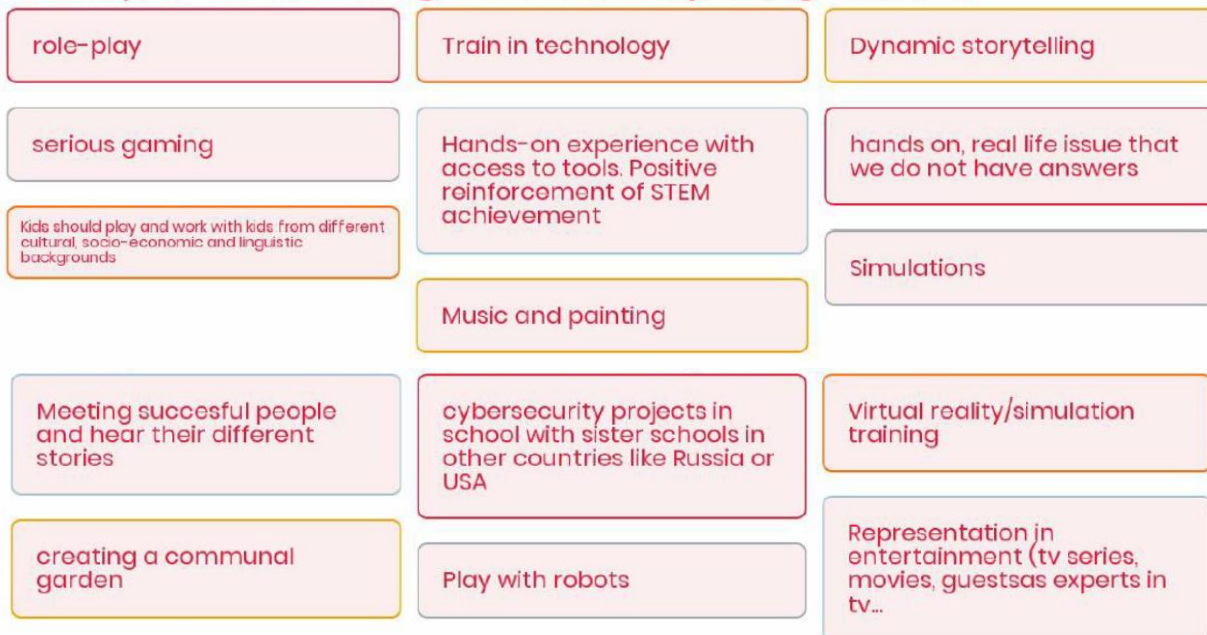 role-play
Train in technology
Dynamic storytelling
serious gaming
Hands-on experience with
access to tools. Positive
reinforcement of STEM
achievement
hands on, real life issue that
we do not have answers
Kids should play and work with kids from different
cultural, socio-economic and linguistic
backgrounds
Simulations
Music and painting
Meeting succesful people
and hear their different
stories
cybersecurity projects in
school with sister schools in
other countries like Russia or
USA
Virtual reality/simulation
training
creating a communal
garden
Play with robots
Representation in
entertainment (tv series,
movies, guestsas experts in
tv...